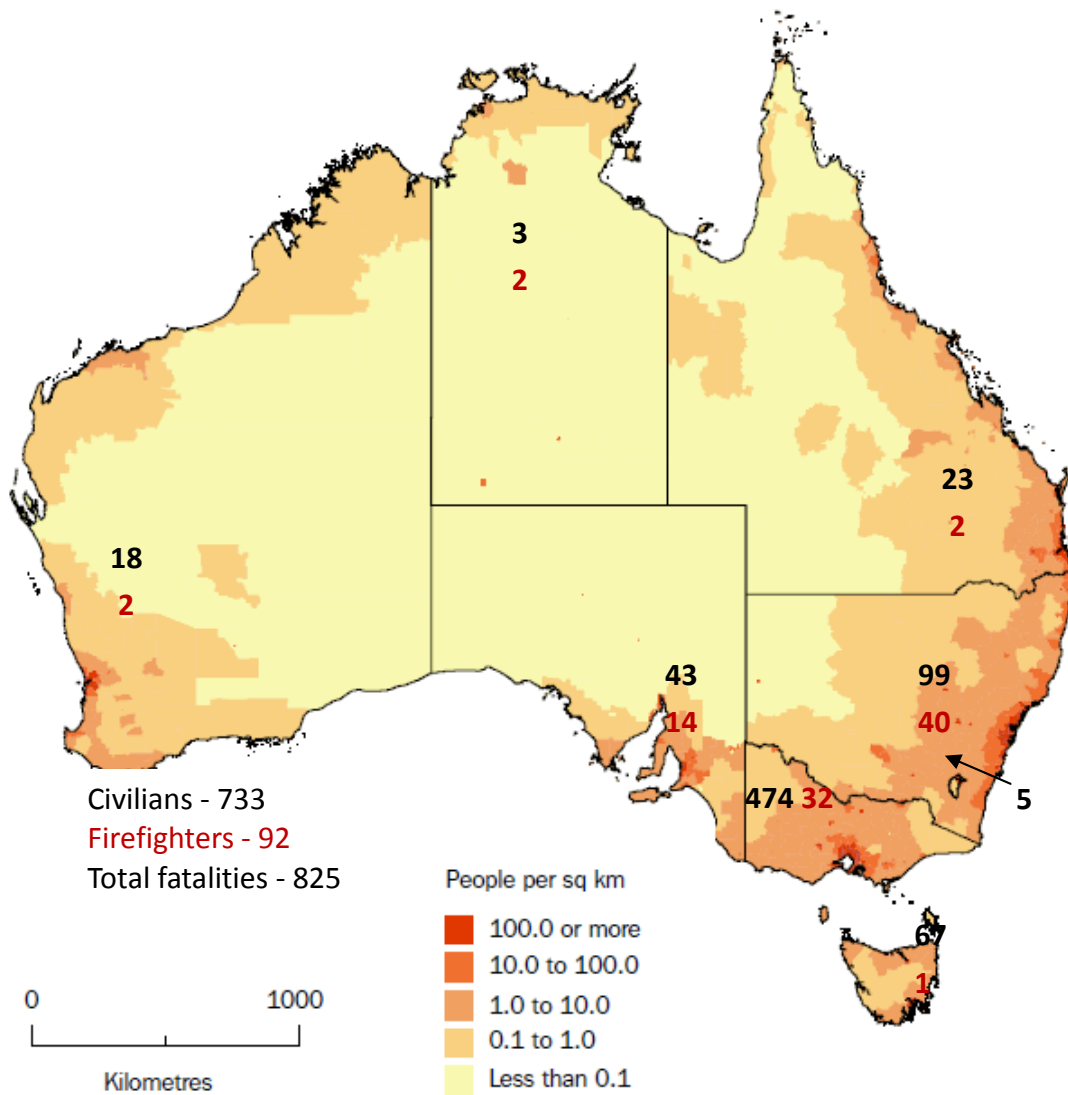 3
2
23
2
18
2
43
14
99
40
474 32
5
67
1
Civilians - 733
Firefighters - 92
Total fatalities - 825
People per sq km
100.0 or more
10.0 to 100.0
1.0 to 10.0
0.1 to 1.0
Less than 0.1
0 1000
Kilometres